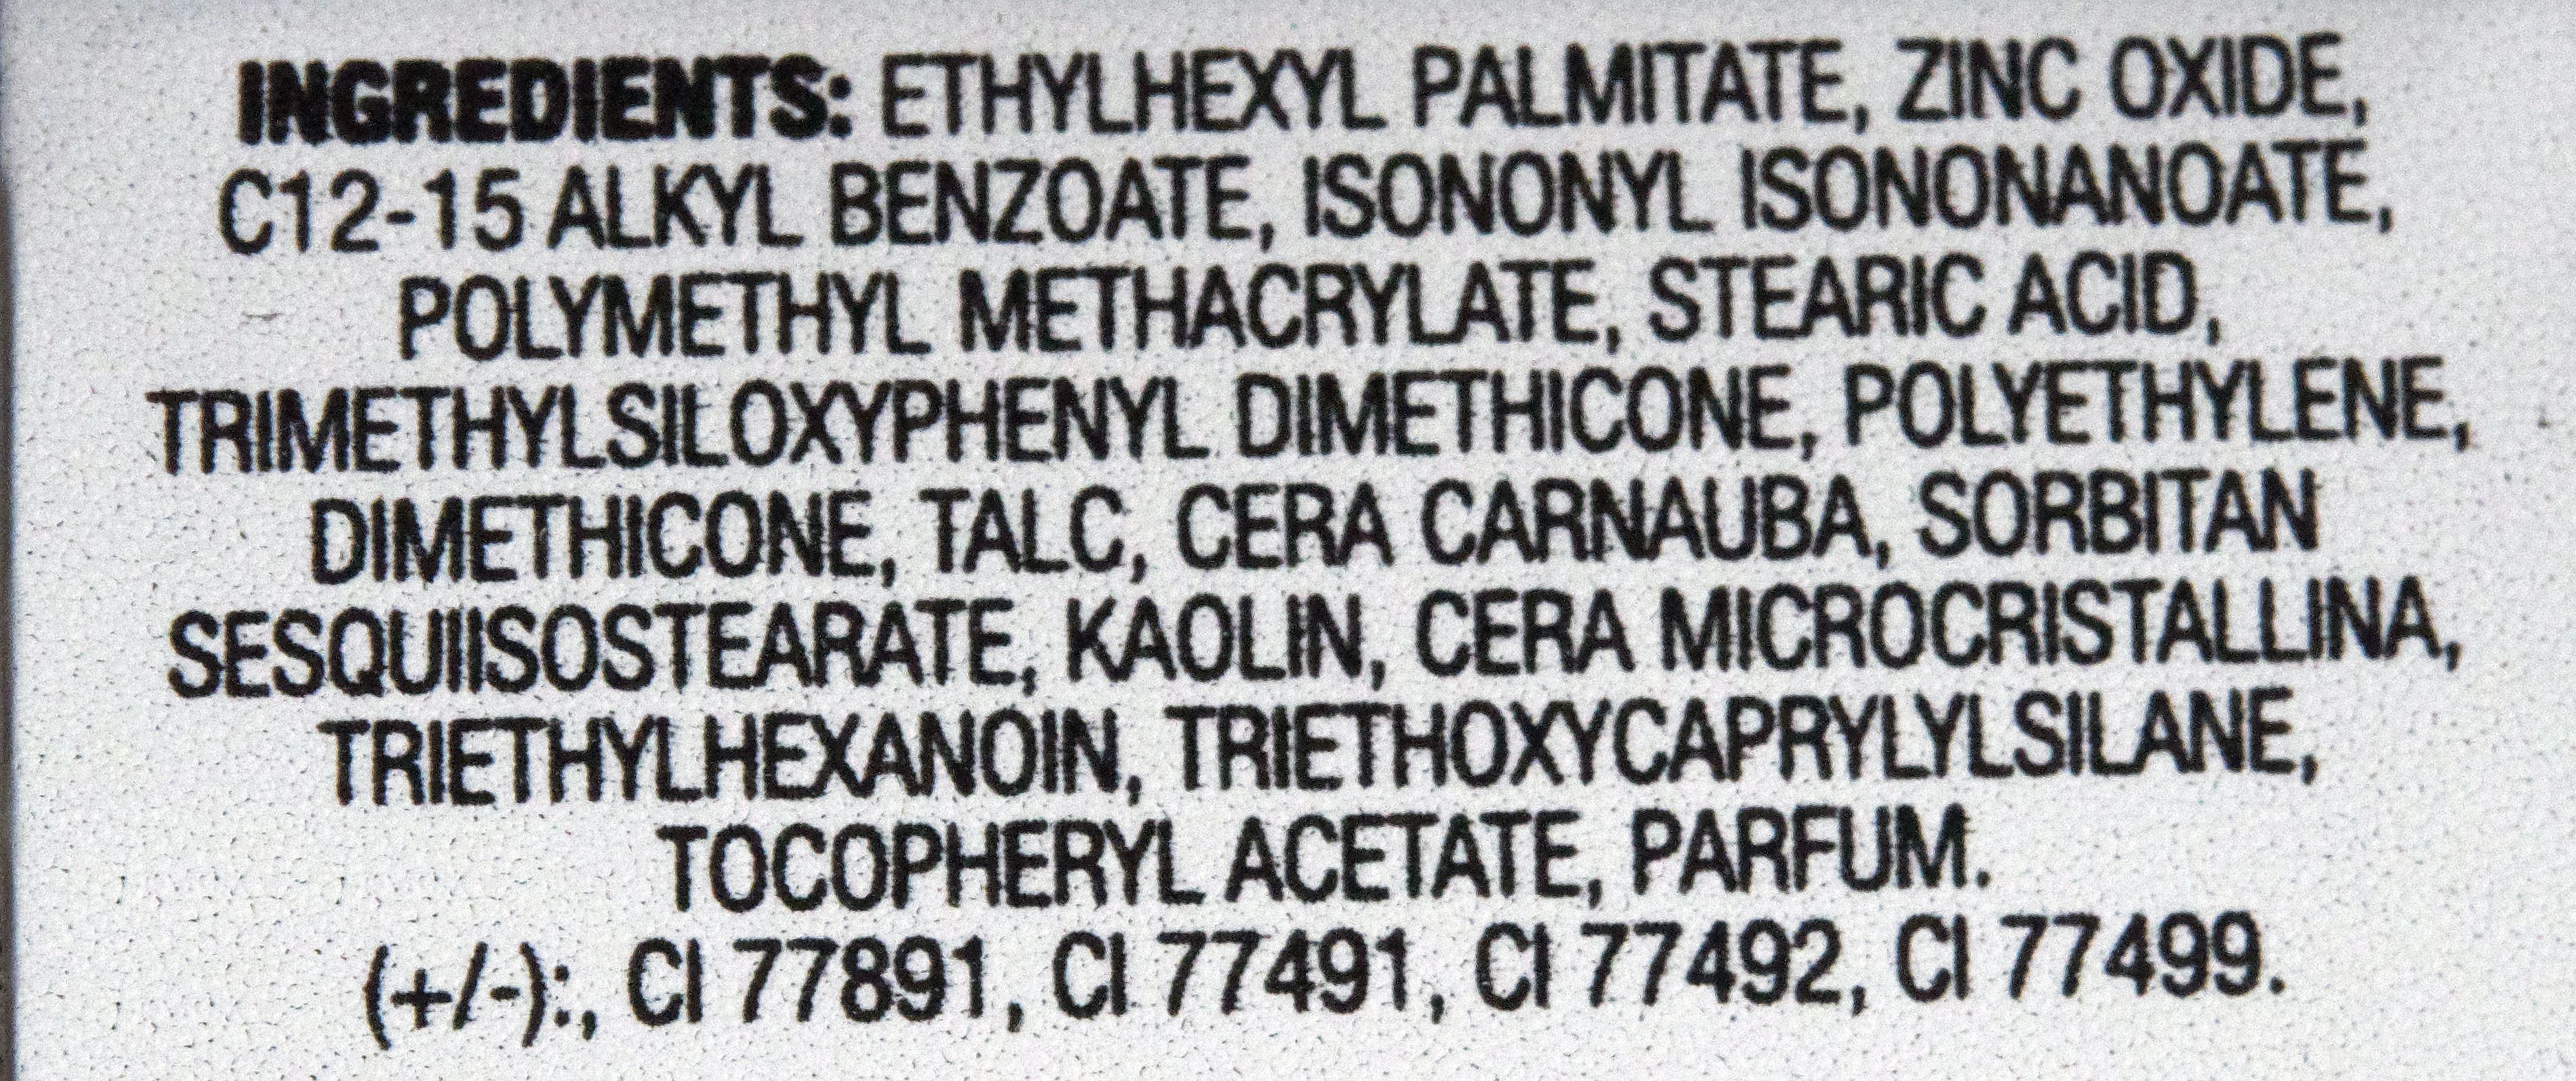 INGREDIENTS: ETHYLHEXYL PALMITATE, ZINC OXIDE,
C12-15 ALKYL BENZOATE, ISONONYL ISONONANOATE,
POLYMETHYL METHACRYLATE, STEARIC ACID,
TRIMETHYLSILOXYPHENYL DIMETHICONE, POLYETHYLENE,
DIMETHICONE, TALC, CERA CARNAUBA, SORBITAN
SESQUIISOSTEARATE, KAOLIN, CERA MICROCRISTALLINA,
TRIETHYLHEXANOIN, TRIETHOXYCAPRYLYLSILANE,
TOCOPHERYL ACETATE, PARFUM.
(+/-):, CI 77891, CI 77491, CI 77492, CI 77499.